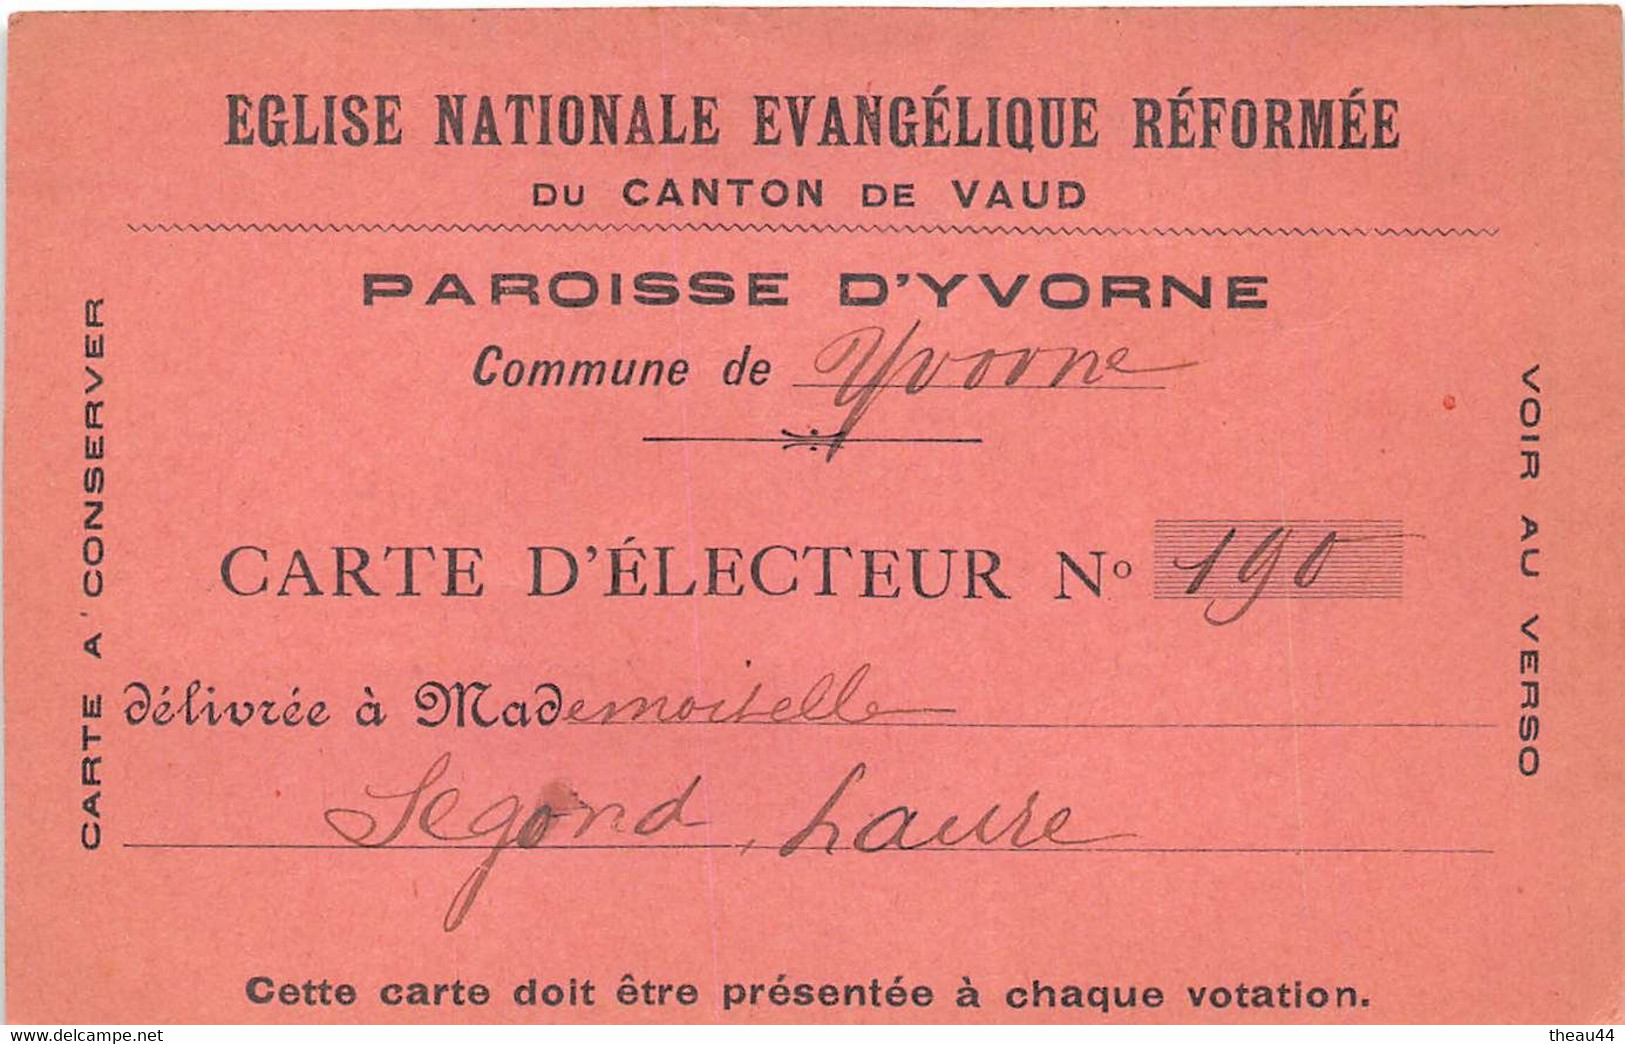 EGLISE NATIONALE EVANGÉLIQUE RÉFORMÉE
DU CANTON DE VAUD
PAROISSE D'YVORNE
Commune de Yvorne
CARTE D'ÉLECTEUR Nº 190
délivrée à Mademoiselle
Segond, Laure
Cette carte doit être présentée à chaque votation.
CARTE A' CONSERVER
VOIR AU VERSO
www.delcampe.net
theau44